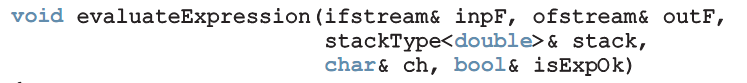 void evaluateExpression(ifstream& inpF, ofstream& outF,
stackType<double>& stack,
char& ch, bool& isExpOk)